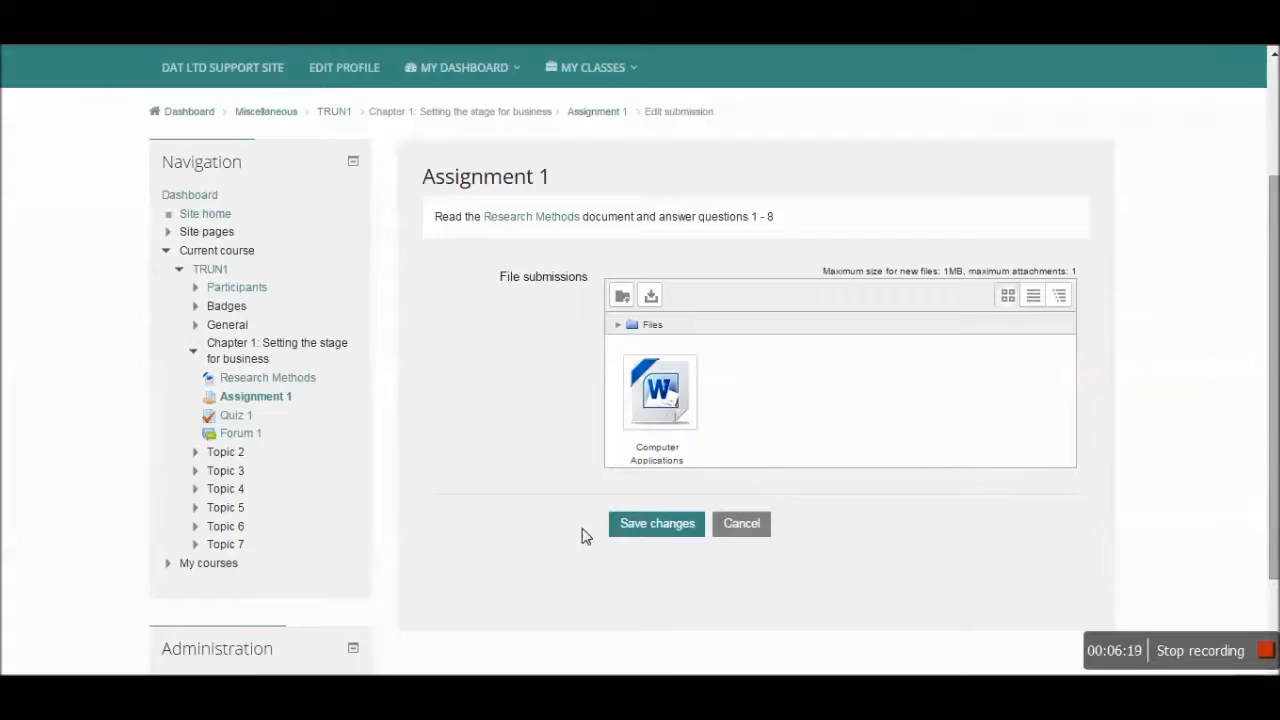 DAT LTD SUPPORT SITE EDIT PROFILE MY DASHBOARD MY CLASSES
Dashboard Miscellaneous TRUN1 Chapter 1: Setting the stage for business Assignment 1 Edit submission
Navigation
Dashboard
Site home
Site pages
Current course
TRUN1
Participants
Badges
General
Chapter 1: Setting the stage
for business
Research Methods
Assignment 1
Quiz 1
Forum 1
Topic 2
Topic 3
Topic 4
Topic 5
Topic 6
Topic 7
My courses
Administration
Assignment 1
Read the Research Methods document and answer questions 1 - 8
File submissions
Maximum size for new files: 1MB, maximum attachments: 1
Files
W
Computer
Applications
Save changes Cancel
00:06:19 Stop recording